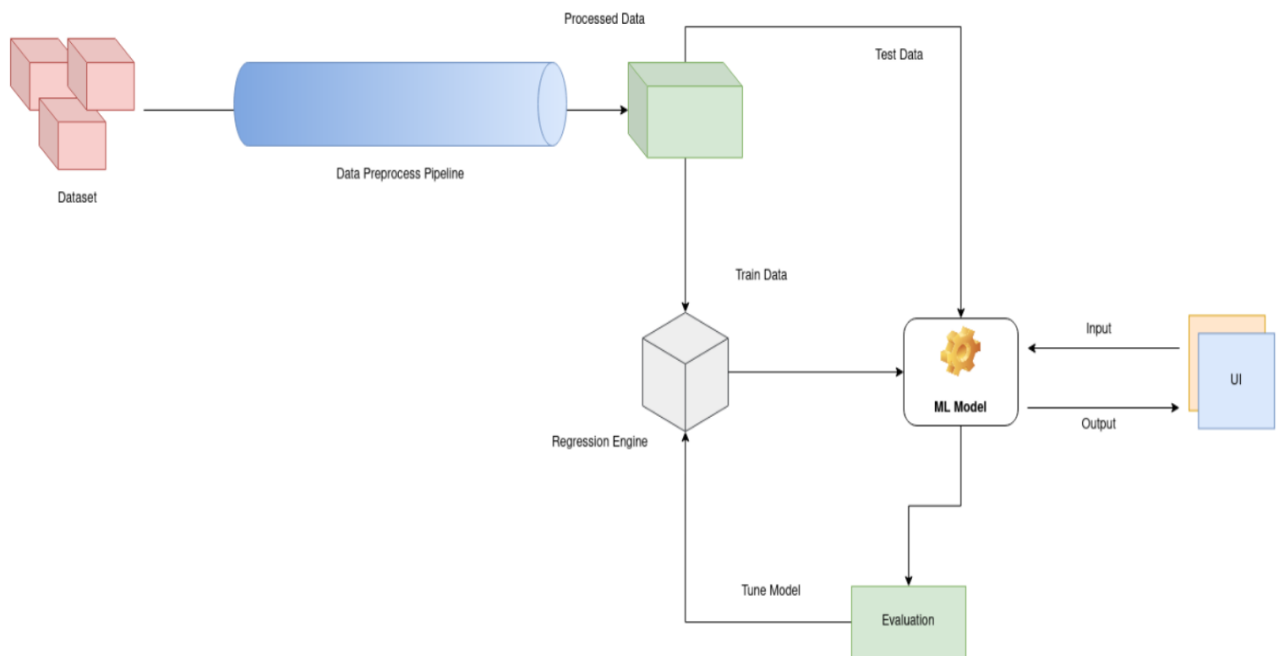 Processed Data
Test Data
Data Preprocess Pipeline
Dataset
Train Data
Input
UI
ML Model
Output
Regression Engine
Tune Model
Evaluation